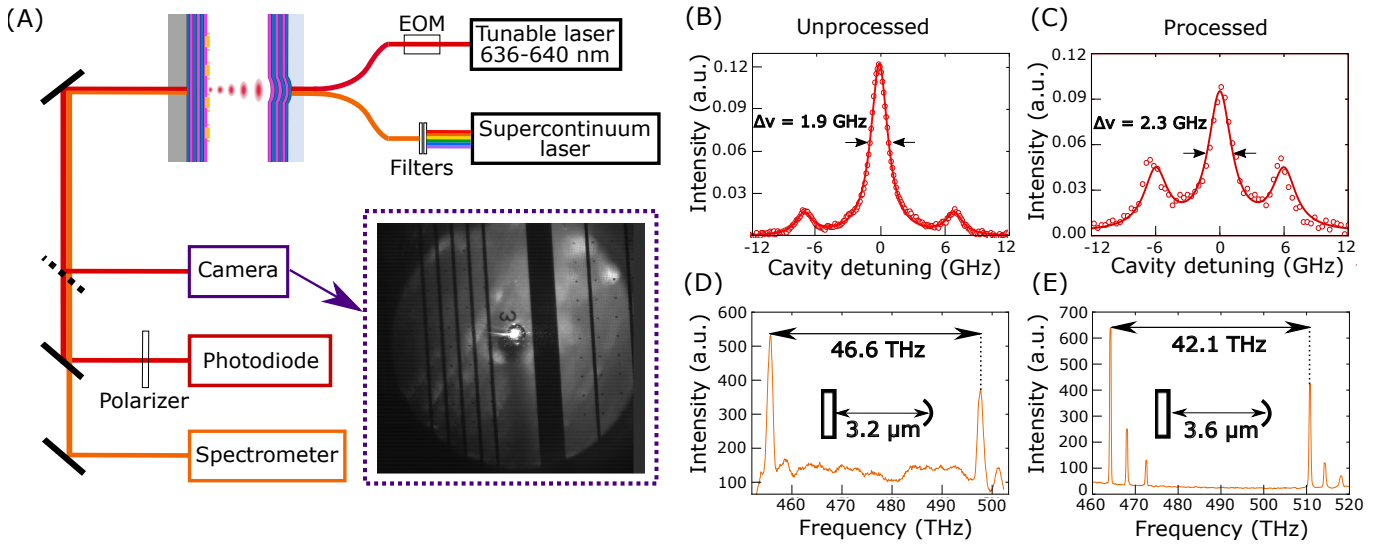 (A)
EOM
Tunable laser
636-640 nm
Supercontinuum
laser
Filters
Camera
Photodiode
Polarizer
Spectrometer
3
(B)
Unprocessed
Intensity (a.u.)
0.12
0.09
0.06
0.03
Δν = 1.9 GHz
-12
-6
0
6
12
Cavity detuning (GHz)
(C)
Processed
Intensity (a.u.)
0.12
0.09
0.06
0.03
0.00
Δν = 2.3 GHz
-12
-6
0
6
12
Cavity detuning (GHz)
(D)
Intensity (a.u.)
600
500
400
300
200
100
46.6 THz
3.2 μm
460
470
480
490
500
Frequency (THz)
(E)
Intensity (a.u.)
700
600
500
400
300
200
100
0
42.1 THz
3.6 μm
460
470
480
490
500
510
520
Frequency (THz)